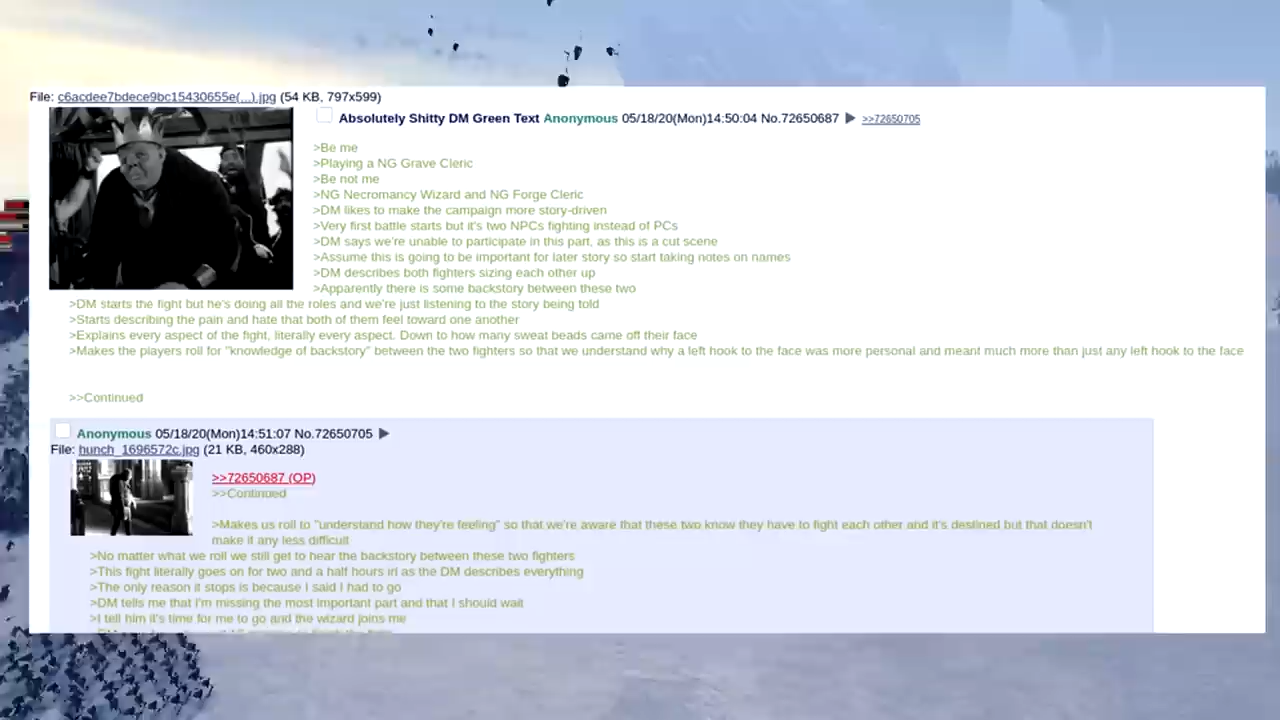 File: c6acdee7bdece9bc15430655e(...).jpg (54 KB, 797x599)
Absolutely Shitty DM Green Text Anonymous 05/18/20(Mon)14:50:04 No.72650687 ▶ >>72650705
>Be me
>Playing a NG Grave Cleric
>Be not me
>NG Necromancy Wizard and NG Forge Cleric
>DM likes to make the campaign more story-driven
>Very first battle starts but it's two NPCs fighting instead of PCs
>DM says we're unable to participate in this part, as this is a cut scene
>Assume this is going to be important for later story so start taking notes on names
>DM describes both fighters sizing each other up
>Apparently there is some backstory between these two
>DM starts the fight but he's doing all the roles and we're just listening to the story being told
>Starts describing the pain and hate that both of them feel toward one another
>Explains every aspect of the fight, literally every aspect. Down to how many sweat beads came off their face
>Makes the players roll for "knowledge of backstory" between the two fighters so that we understand why a left hook to the face was more personal and meant much more than just any left hook to the face
>>Continued
Anonymous 05/18/20(Mon)14:51:07 No.72650705 ▶
File: hunch_1696572c.jpg (21 KB, 460x288)
>>72650687 (OP)
>>Continued
>Makes us roll to "understand how they're feeling" so that we're aware that these two know they have to fight each other and it's destined but that doesn't
make it any less difficult
>No matter what we roll we still get to hear the backstory between these two fighters
>This fight literally goes on for two and a half hours irl as the DM describes everything
>The only reason it stops is because I said I had to go
>DM tells me that I'm missing the most important part and that I should wait
>I tell him it's time for me to go and the wizard joins me